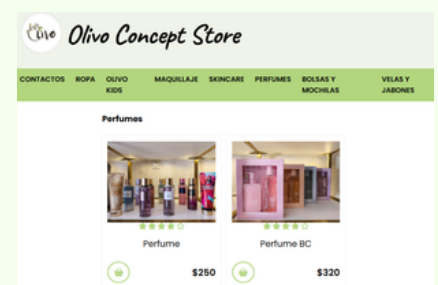 Olivo
Olivo Concept Store
CONTACTOS ROPA OLIVO KIDS MAQUILLAJE SKINCARE PERFUMES BOLSAS Y MOCHILAS VELAS Y JABONES
Perfumes
Perfume
$250
Perfume BC
$320